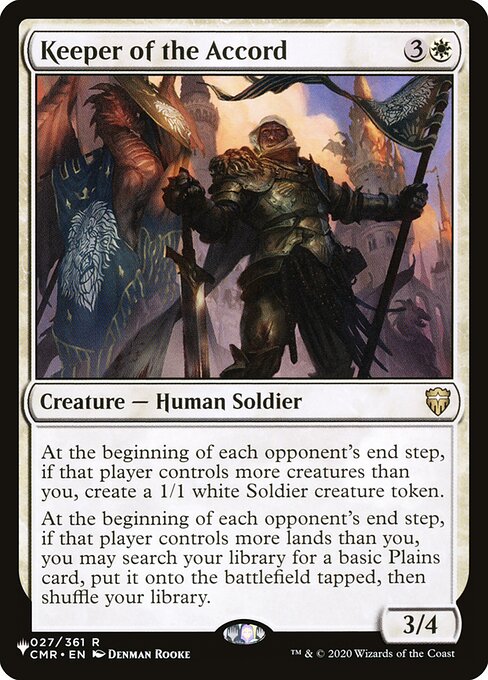 Keeper of the Accord 3
Creature — Human Soldier
At the beginning of each opponent's end step,
if that player controls more creatures than
you, create a 1/1 white Soldier creature token.
At the beginning of each opponent's end step,
if that player controls more lands than you,
you may search your library for a basic Plains
card, put it onto the battlefield tapped, then
shuffle your library.
3/4
027/361 R
CMR • EN Denman Rooke
™ & © 2020 Wizards of the Coast